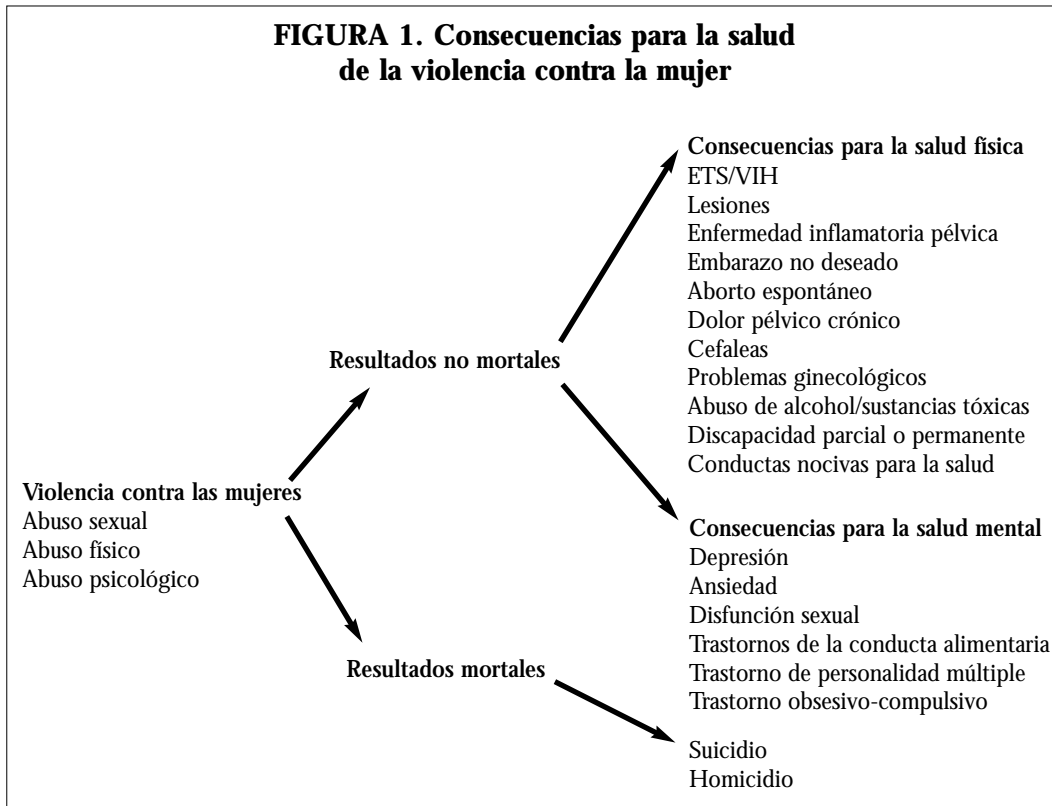 FIGURA 1. Consecuencias para la salud
de la violencia contra la mujer
Violencia contra las mujeres
Abuso sexual
Abuso físico
Abuso psicológico
Resultados no mortales
Consecuencias para la salud física
ETS/VIH
Lesiones
Enfermedad inflamatoria pélvica
Embarazo no deseado
Aborto espontáneo
Dolor pélvico crónico
Cefaleas
Problemas ginecológicos
Abuso de alcohol/sustancias tóxicas
Discapacidad parcial o permanente
Conductas nocivas para la salud
Consecuencias para la salud mental
Depresión
Ansiedad
Disfunción sexual
Trastornos de la conducta alimentaria
Trastorno de personalidad múltiple
Trastorno obsesivo-compulsivo
Resultados mortales
Suicidio
Homicidio